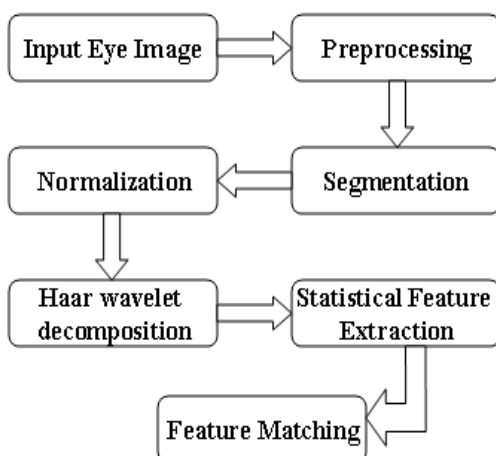 Input Eye Image
Preprocessing
Segmentation
Normalization
Haar wavelet
decomposition
Statistical Feature
Extraction
Feature Matching